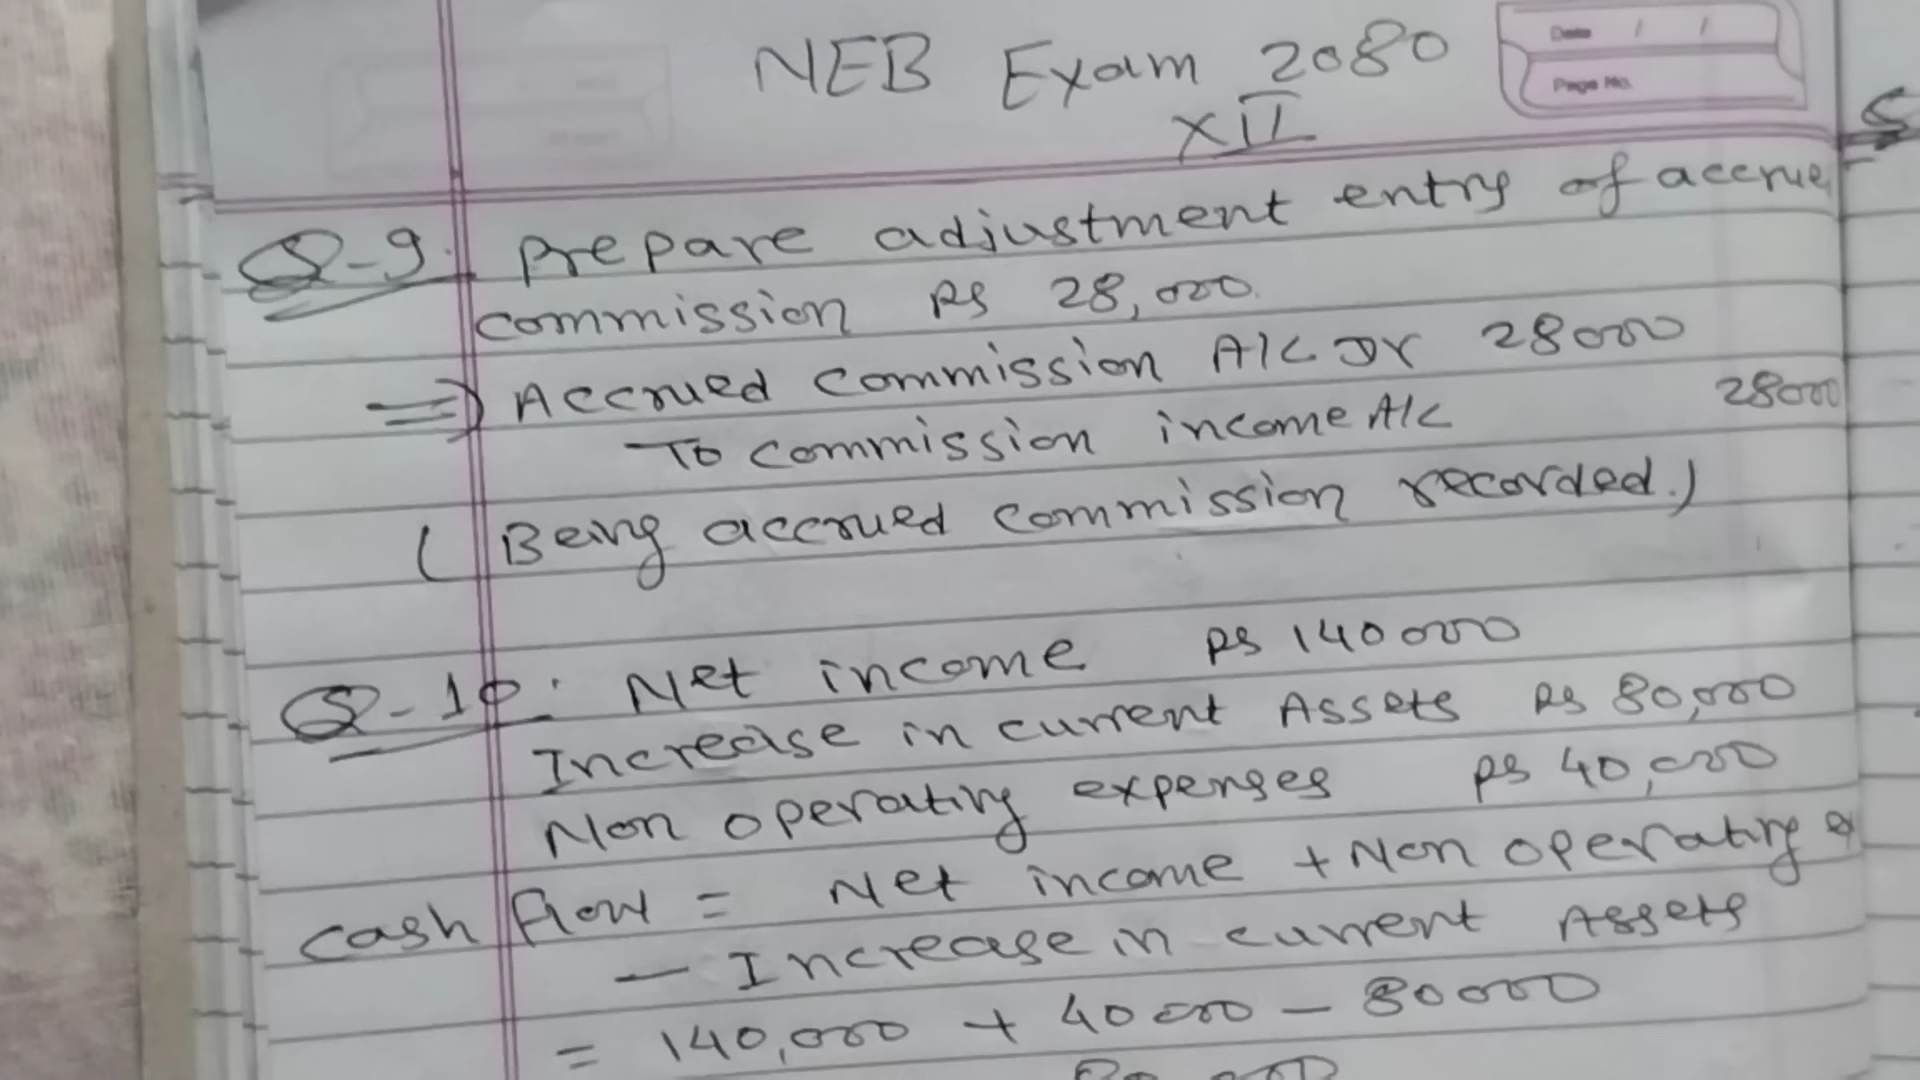 NEB Exam 2080
XII
Date / /
Page No.
Q-9. Prepare adjustment entry of accrue
commission Rs 28,000.
=) Accrued commission A/C Dr 28000
To commission income A/C 28000
( Being accrued commission recorded.)
Q-10. Net income Rs 140000
Increase in current Assets Rs 80,000
Non operating expenses Rs 40,000
cash flow = Net income + Non operating
- Increase in current Assets
= 140,000 + 40000 - 80000